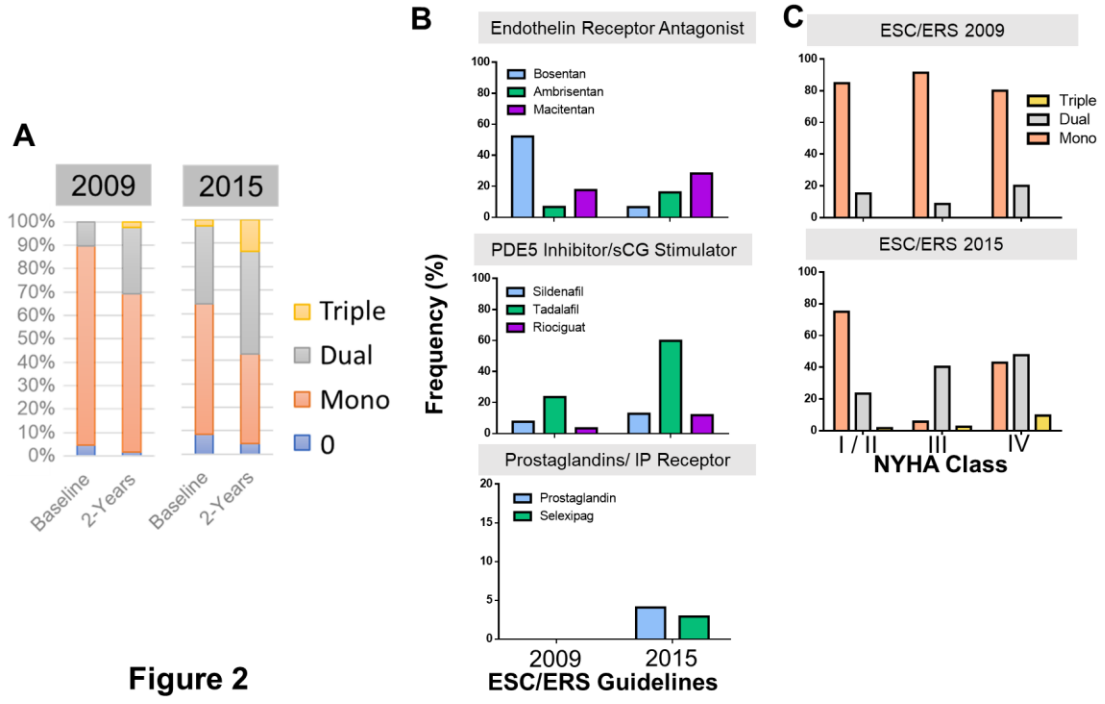 A
2009
2015
100%
90%
80%
70%
60%
50%
40%
30%
20%
10%
0%
Baseline
2-Years
Baseline
2-Years
Triple
Dual
Mono
0
B
Frequency (%)
Endothelin Receptor Antagonist
100
80
60
40
20
0
Bosentan
Ambrisentan
Macitentan
PDE5 Inhibitor/sCG Stimulator
100
80
60
40
20
0
Sildenafil
Tadalafil
Riociguat
Prostaglandins/ IP Receptor
20
15
10
5
0
Prostaglandin
Selexipag
2009
2015
ESC/ERS Guidelines
C
ESC/ERS 2009
100
80
60
40
20
0
Triple
Dual
Mono
ESC/ERS 2015
100
80
60
40
20
0
I / II
III
IV
NYHA Class
Figure 2